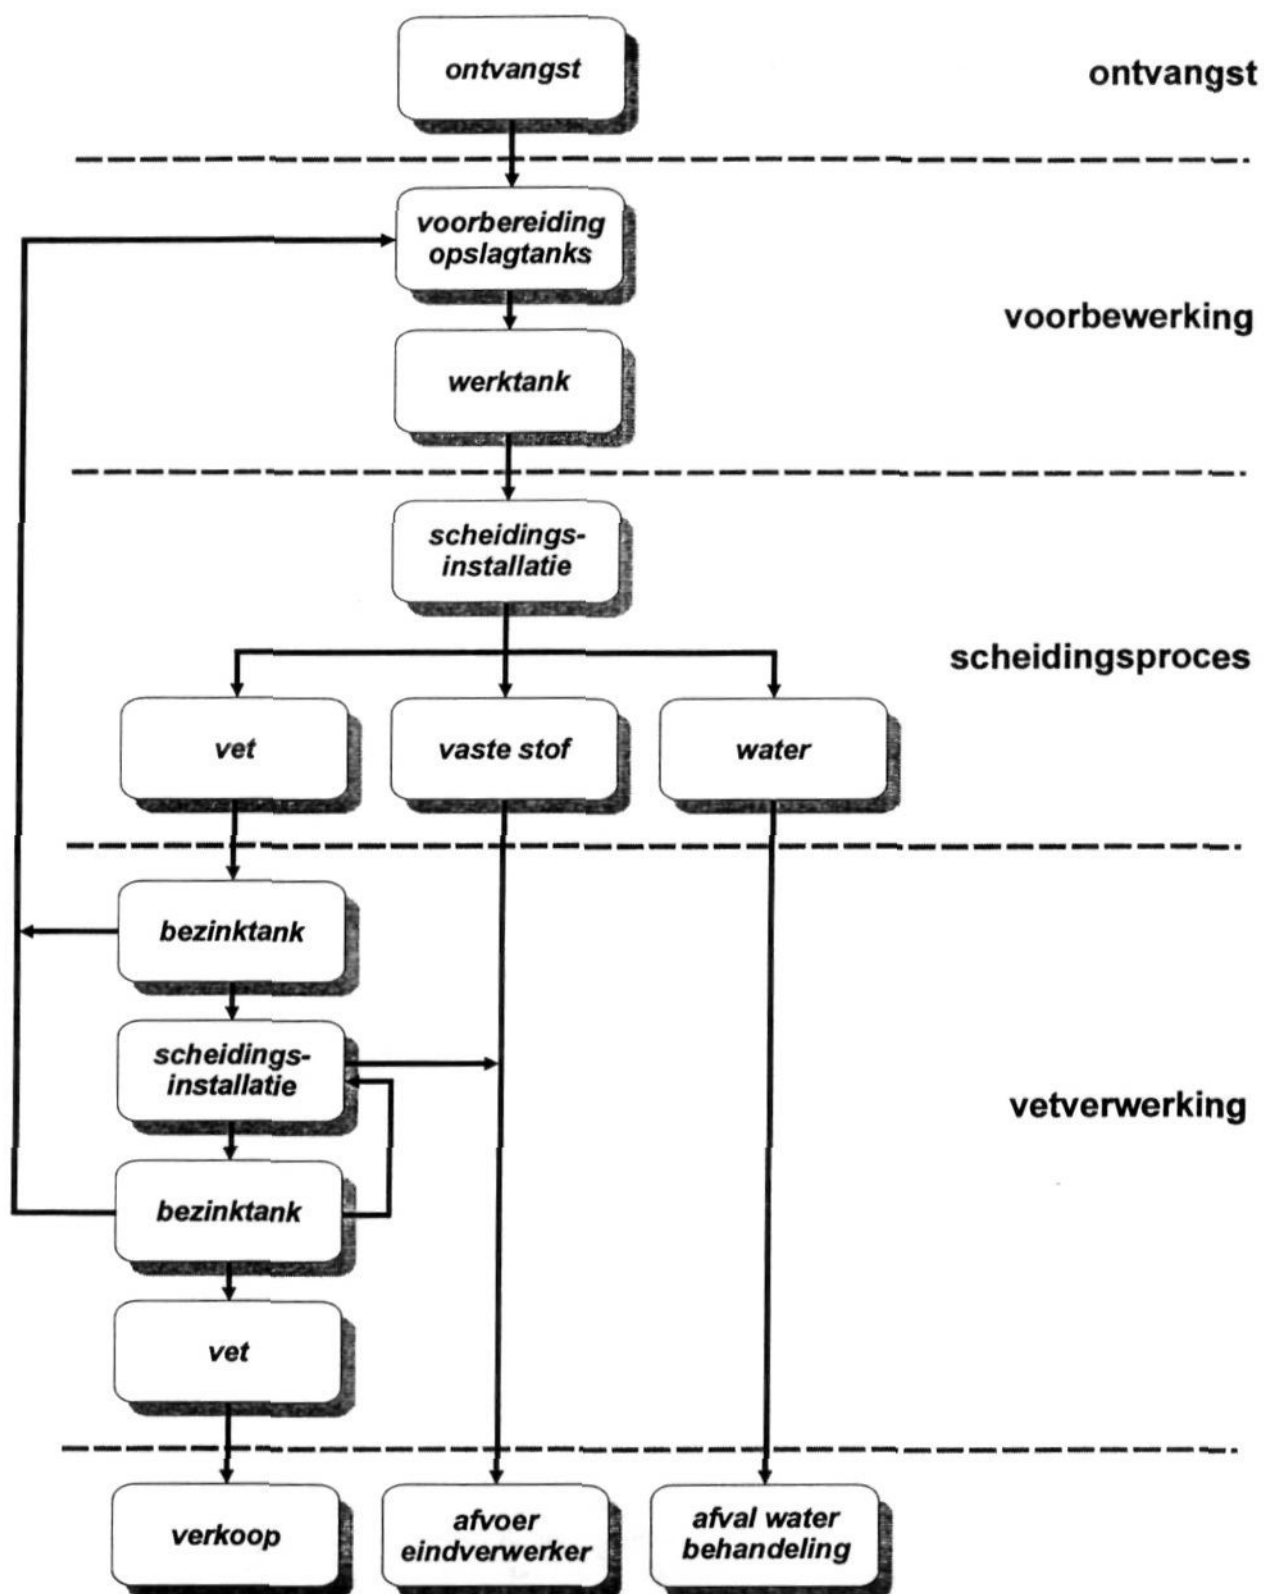 ontvangst
ontvangst
voorbereiding
opslagtanks
voorbewerking
werktank
scheidings-
installatie
scheidingsproces
vet
vaste stof
water
bezinktank
scheidings-
installatie
vetverwerking
bezinktank
vet
verkoop
afvoer
eindverwerker
afval water
behandeling